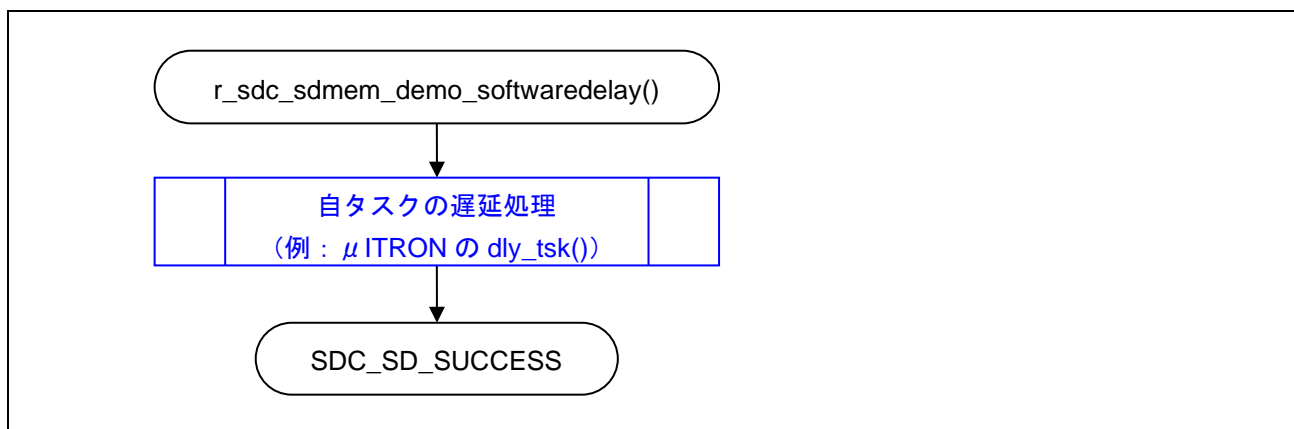 r_sdc_sdmem_demo_softwaredelay()
自タスクの遅延処理
（例：μITRON の dly_tsk()）
SDC_SD_SUCCESS